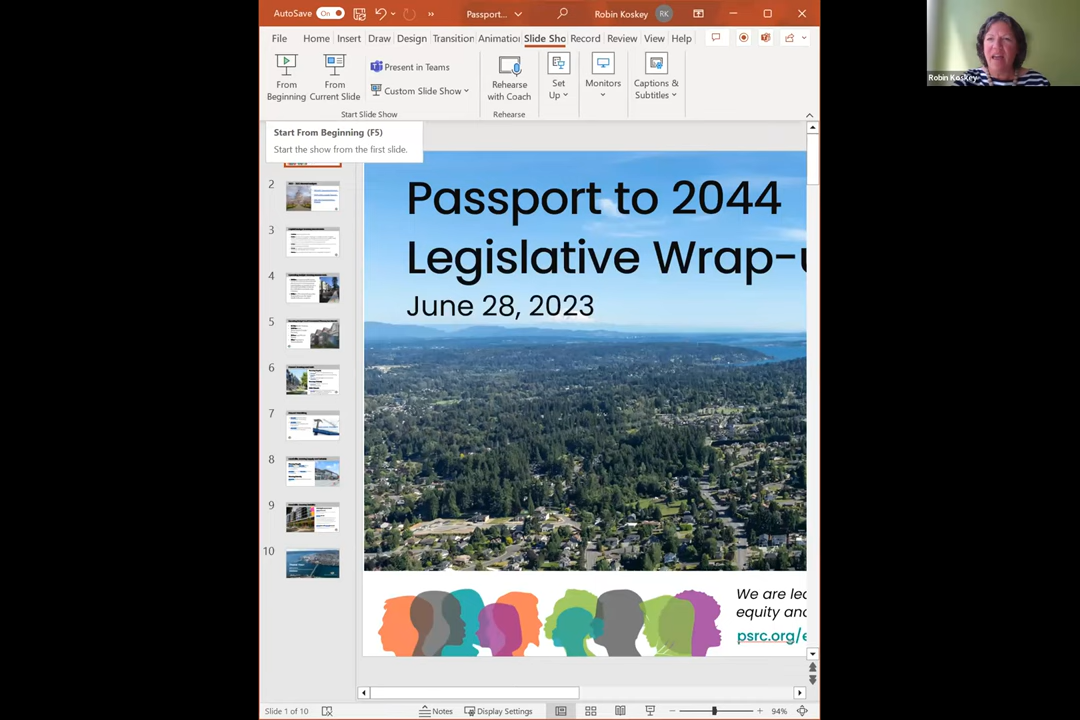 AutoSave On Passport... Robin Koskey RK
File Home Insert Draw Design Transition Animatio Slide Sho Record Review View Help
From Beginning
From Current Slide
Present in Teams
Custom Slide Show
Rehearse with Coach
Set Up
Monitors
Captions & Subtitles
Start Slide Show
Rehearse
Start From Beginning (F5)
Start the show from the first slide.
Robin Koskey
2
3
4
5
6
7
8
9
10
Passport to 2044
Legislative Wrap-u
June 28, 2023
We are lea
equity and
psrc.org/e
Slide 1 of 10 Notes Display Settings 94%